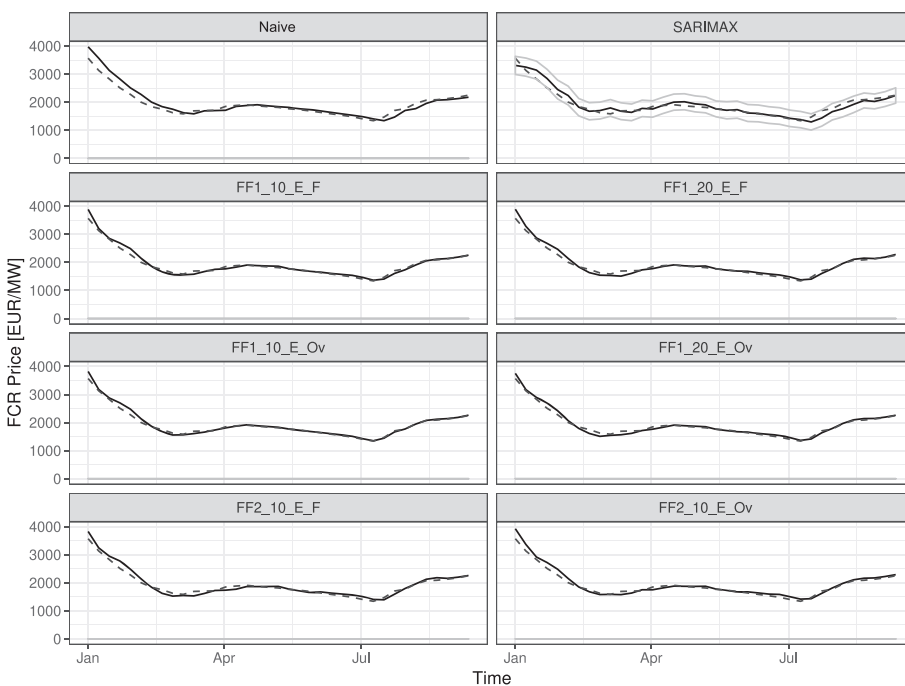 Naive
SARIMAX
4000
3000
2000
1000
0
FF1_10_E_F
FF1_20_E_F
4000
3000
2000
1000
0
FF1_10_E_Ov
FF1_20_E_Ov
4000
3000
2000
1000
0
FF2_10_E_F
FF2_10_E_Ov
4000
3000
2000
1000
0
FCR Price [EUR/MW]
Jan Apr Jul
Jan Apr Jul
Time